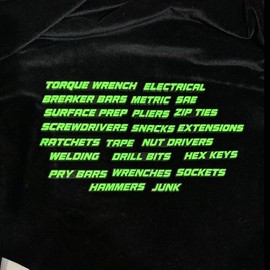 TORQUE WRENCH ELECTRICAL
BREAKER BARS METRIC SAE
SURFACE PREP PLIERS ZIP TIES
SCREWDRIVERS SNACKS EXTENSIONS
RATCHETS TAPE NUT DRIVERS
WELDING DRILL BITS HEX KEYS
PRY BARS WRENCHES SOCKETS
HAMMERS JUNK